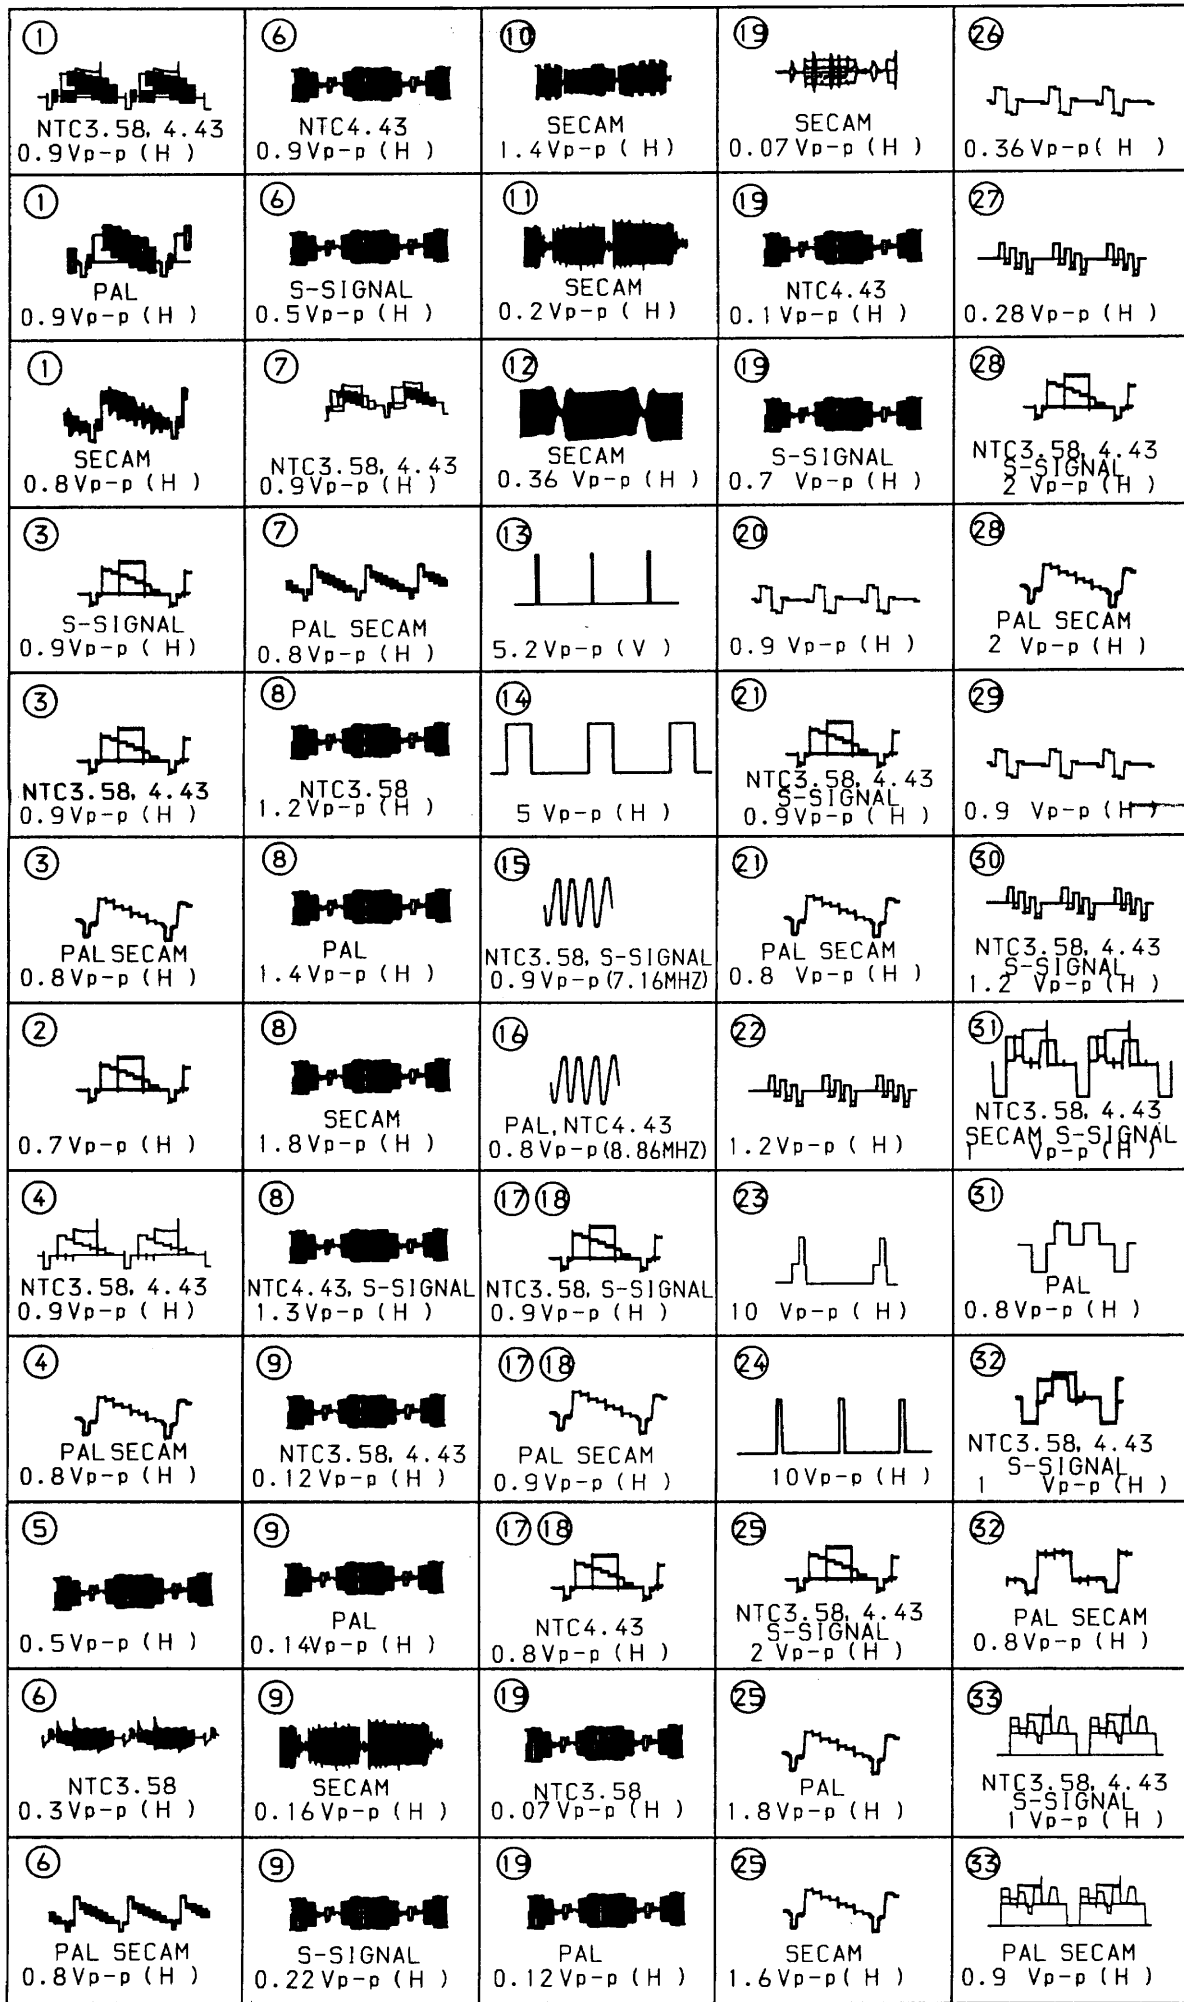 ①
NTC3.58, 4.43
0.9Vp-p (H)
①
PAL
0.9Vp-p (H)
①
SECAM
0.8Vp-p (H)
③
S-SIGNAL
0.9Vp-p (H)
③
NTC3.58, 4.43
0.9Vp-p (H)
③
PAL SECAM
0.8Vp-p (H)
②
0.7Vp-p (H)
④
NTC3.58, 4.43
0.9Vp-p (H)
④
PAL SECAM
0.8Vp-p (H)
⑤
0.5Vp-p (H)
⑥
NTC3.58
0.3Vp-p (H)
⑥
PAL SECAM
0.8Vp-p (H)
⑥
NTC4.43
0.9Vp-p (H)
⑥
S-SIGNAL
0.5Vp-p (H)
⑦
NTC3.58, 4.43
0.9Vp-p (H)
⑦
PAL SECAM
0.8Vp-p (H)
⑧
NTC3.58
1.2Vp-p (H)
⑧
PAL
1.4Vp-p (H)
⑧
SECAM
1.8Vp-p (H)
⑧
NTC4.43, S-SIGNAL
1.3Vp-p (H)
⑨
NTC3.58, 4.43
0.12Vp-p (H)
⑨
PAL
0.14Vp-p (H)
⑨
SECAM
0.16Vp-p (H)
⑨
S-SIGNAL
0.22Vp-p (H)
⑩
SECAM
1.4Vp-p (H)
⑪
SECAM
0.2Vp-p (H)
⑫
SECAM
0.36 Vp-p (H)
⑬
5.2Vp-p (V)
⑭
5 Vp-p (H)
⑮
NTC3.58, S-SIGNAL
0.9Vp-p (7.16MHZ)
⑯
PAL, NTC4.43
0.8Vp-p (8.86MHZ)
⑰ ⑱
NTC3.58, S-SIGNAL
0.9Vp-p (H)
⑰ ⑱
PAL SECAM
0.9Vp-p (H)
⑰ ⑱
NTC4.43
0.8Vp-p (H)
⑲
NTC3.58
0.07Vp-p (H)
⑲
PAL
0.12Vp-p (H)
⑲
SECAM
0.07Vp-p (H)
⑲
NTC4.43
0.1Vp-p (H)
⑲
S-SIGNAL
0.7 Vp-p (H)
⑳
0.9 Vp-p (H)
㉑
NTC3.58, 4.43
S-SIGNAL
0.9Vp-p (H)
㉑
PAL SECAM
0.8 Vp-p (H)
㉒
1.2Vp-p (H)
㉓
10 Vp-p (H)
㉔
10Vp-p (H)
㉕
NTC3.58, 4.43
S-SIGNAL
2 Vp-p (H)
㉕
PAL
1.8Vp-p (H)
㉕
SECAM
1.6Vp-p (H)
㉖
0.36Vp-p (H)
㉗
0.28Vp-p (H)
㉘
NTC3.58, 4.43
S-SIGNAL
2 Vp-p (H)
㉘
PAL SECAM
2 Vp-p (H)
㉙
0.9 Vp-p (H)
㉚
NTC3.58, 4.43
S-SIGNAL
1.2 Vp-p (H)
㉛
NTC3.58, 4.43
SECAM S-SIGNAL
1 Vp-p (H)
㉛
PAL
0.8Vp-p (H)
㉜
NTC3.58, 4.43
S-SIGNAL
1 Vp-p (H)
㉜
PAL SECAM
0.8Vp-p (H)
㉝
NTC3.58, 4.43
S-SIGNAL
1 Vp-p (H)
㉝
PAL SECAM
0.9 Vp-p (H)